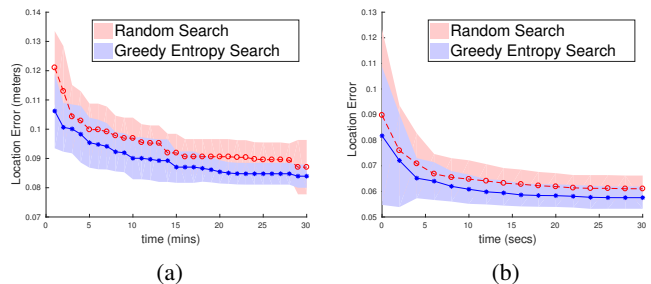 0.14
0.13
0.12
0.11
0.1
0.09
0.08
0.07
Location Error (meters)
Random Search
Greedy Entropy Search
0 5 10 15 20 25 30
time (mins)
(a)
0.13
0.12
0.11
0.1
0.09
0.08
0.07
0.06
0.05
Location Error
Random Search
Greedy Entropy Search
0 5 10 15 20 25 30
time (secs)
(b)